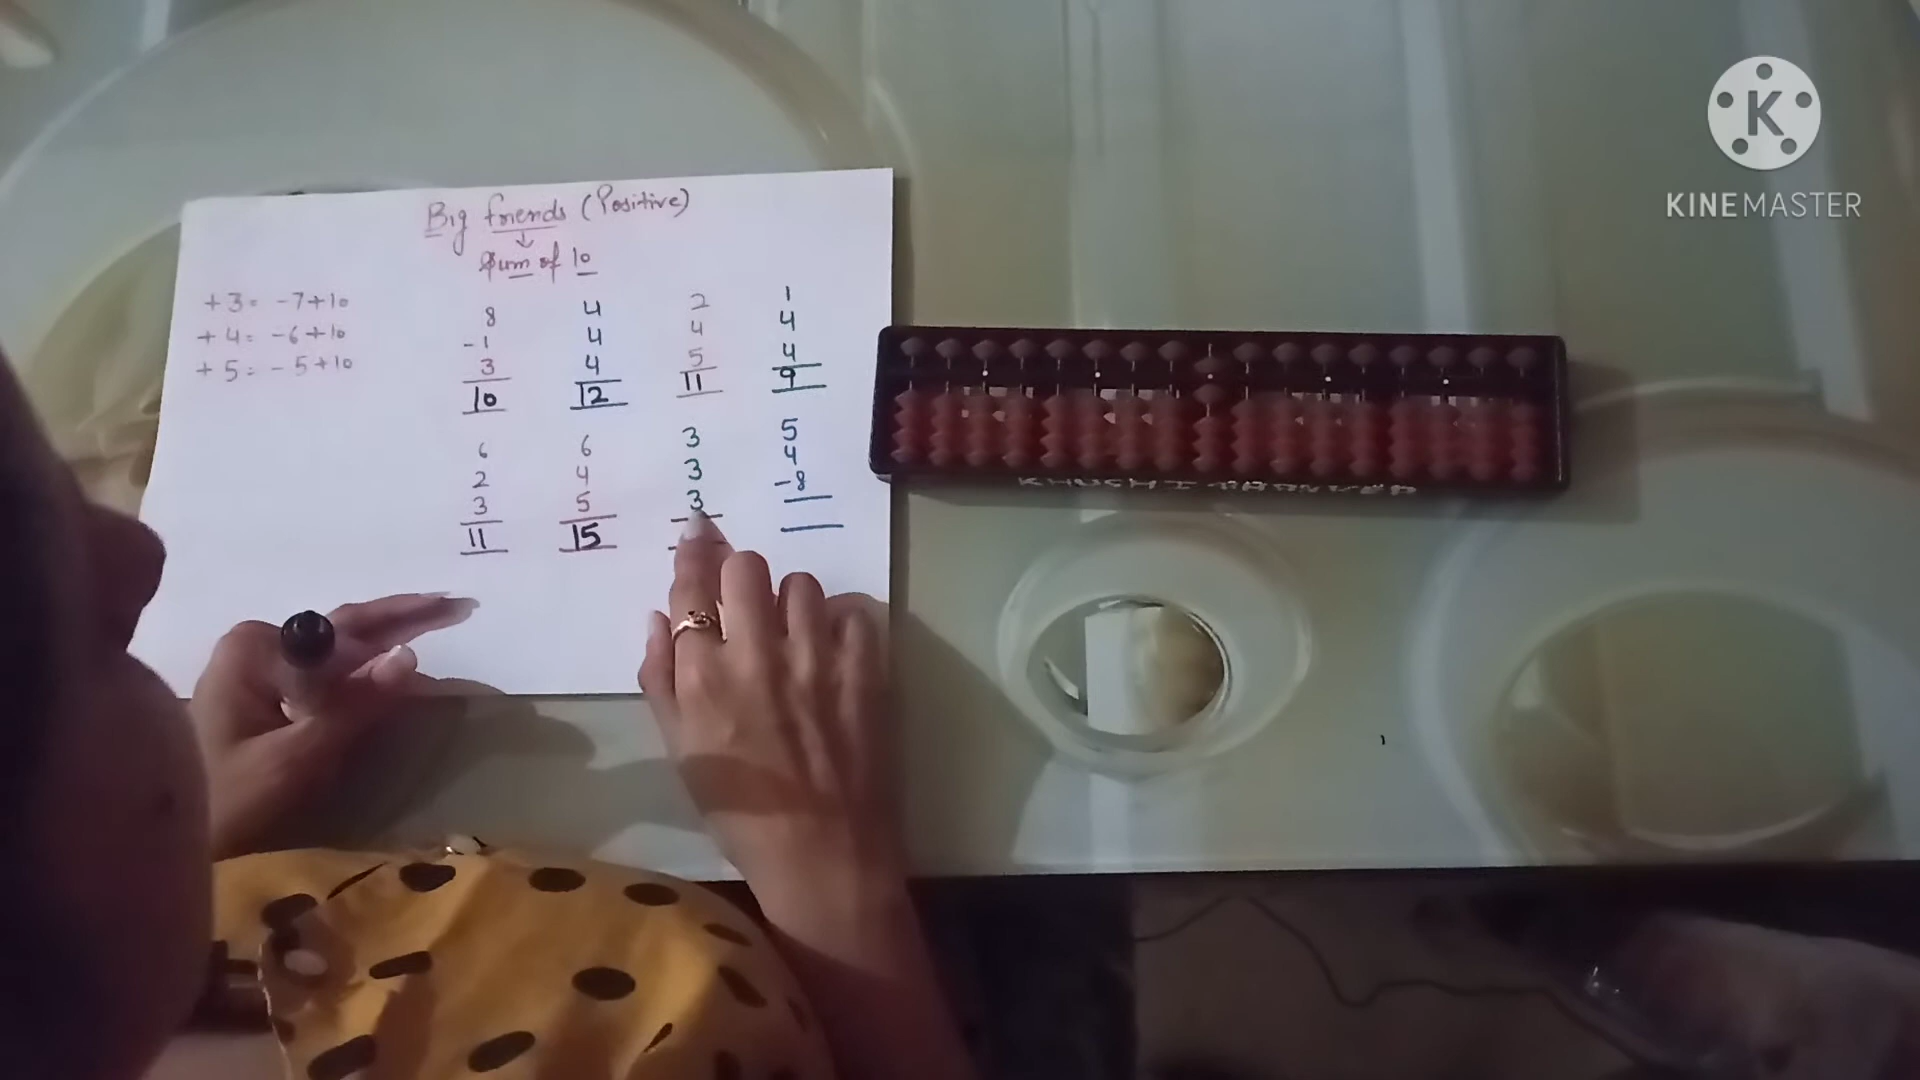 Big friends (Positive)
Sum of 10
+3= -7+10
+4= -6+10
+5= -5+10
8 4 2 1
-1 4 4 4
3 4 5 4
10 12 11 9
6 6 3 5
2 4 3 4
3 5 3 -8
11 15
KINEMASTER